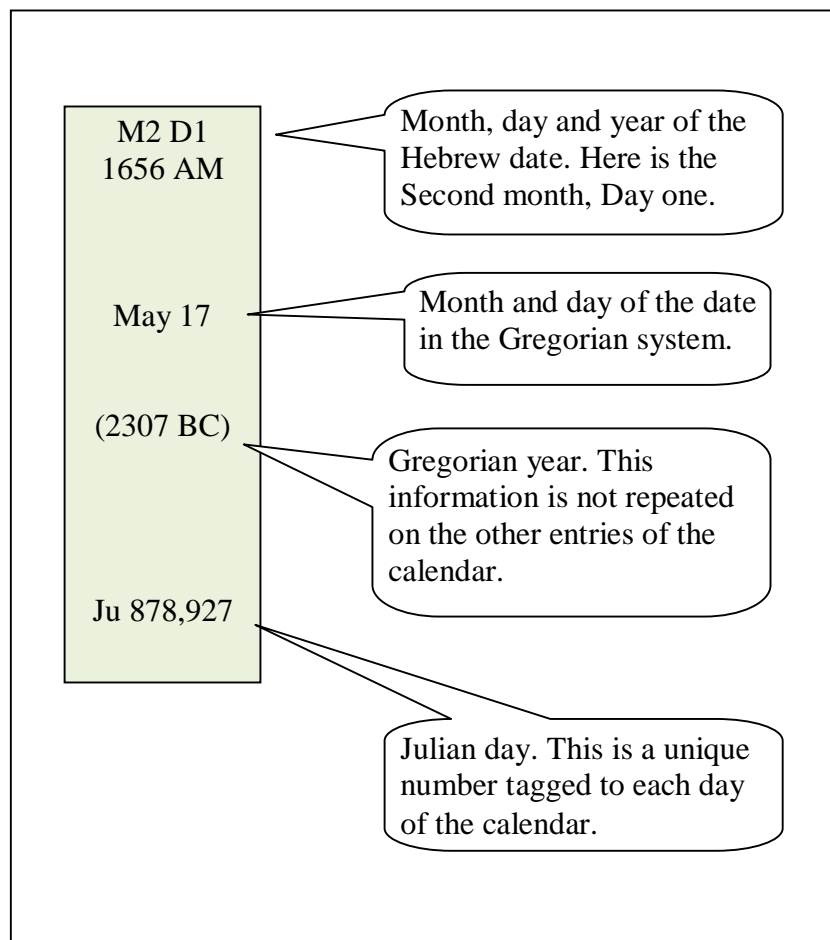 M2 D1
1656 AM
Month, day and year of the
Hebrew date. Here is the
Second month, Day one.
May 17
Month and day of the date
in the Gregorian system.
(2307 BC)
Gregorian year. This
information is not repeated
on the other entries of the
calendar.
Ju 878,927
Julian day. This is a unique
number tagged to each day
of the calendar.